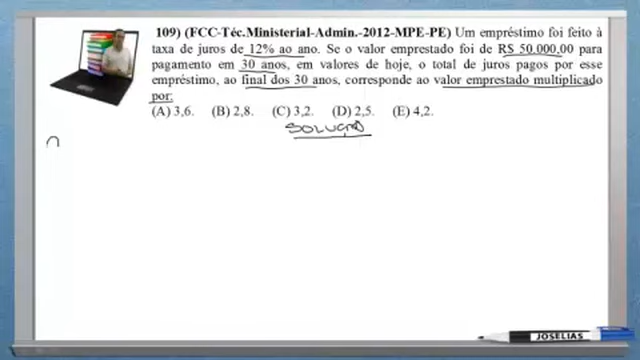 109) (FCC-Téc.Ministerial-Admin.-2012-MPE-PE) Um empréstimo foi feito à
taxa de juros de 12% ao ano. Se o valor emprestado foi de R$ 50.000,00 para
pagamento em 30 anos, em valores de hoje, o total de juros pagos por esse
empréstimo, ao final dos 30 anos, corresponde ao valor emprestado multiplicado
por:
(A) 3,6. (B) 2,8. (C) 3,2. (D) 2,5. (E) 4,2.
SOLUÇÃO
JOSELIAS